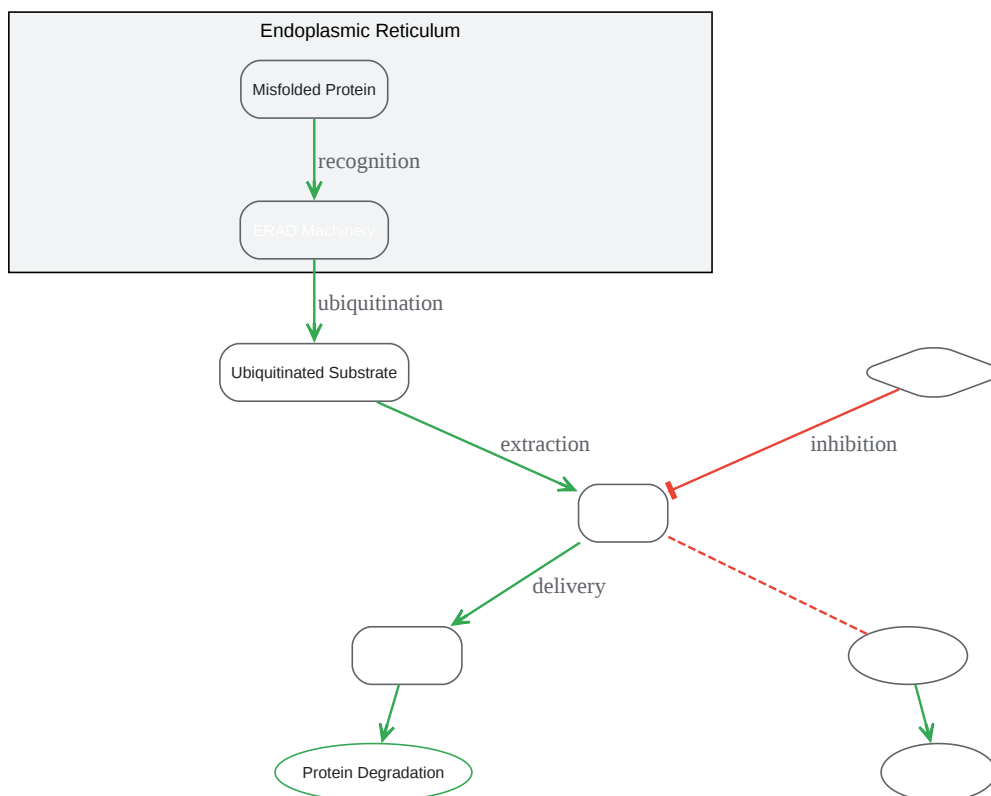 Endoplasmic Reticulum
Misfolded Protein
recognition
ERAD Machinery
ubiquitination
Ubiquitinated Substrate
extraction
inhibition
delivery
Protein Degradation